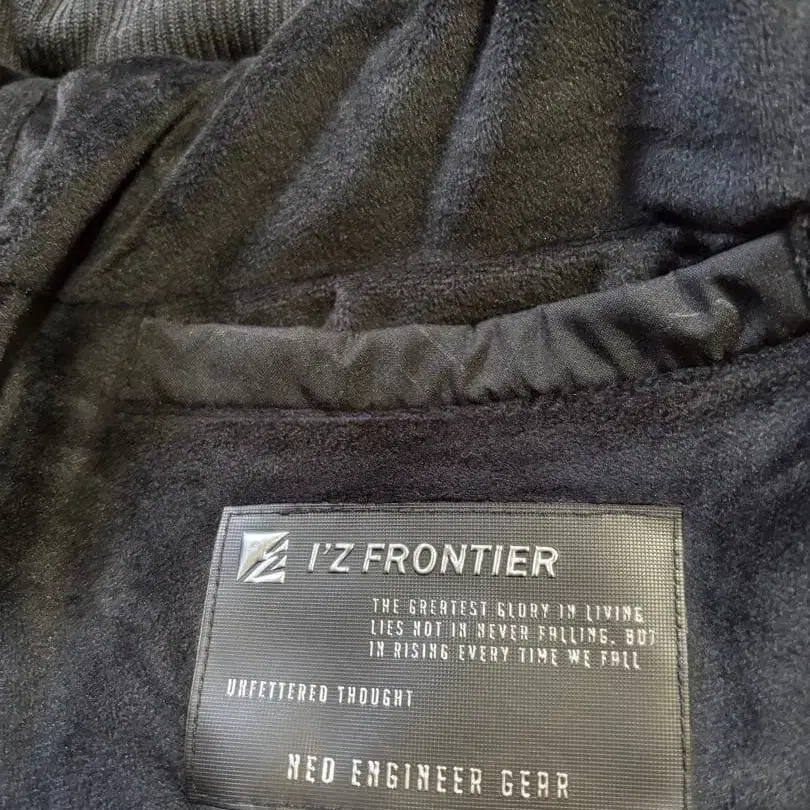 I'Z FRONTIER
THE GREATEST GLORY IN LIVING
LIES NOT IN NEVER FALLING, BUT
IN RISING EVERY TIME WE FALL
UNFETTERED THOUGHT
NEO ENGINEER GEAR